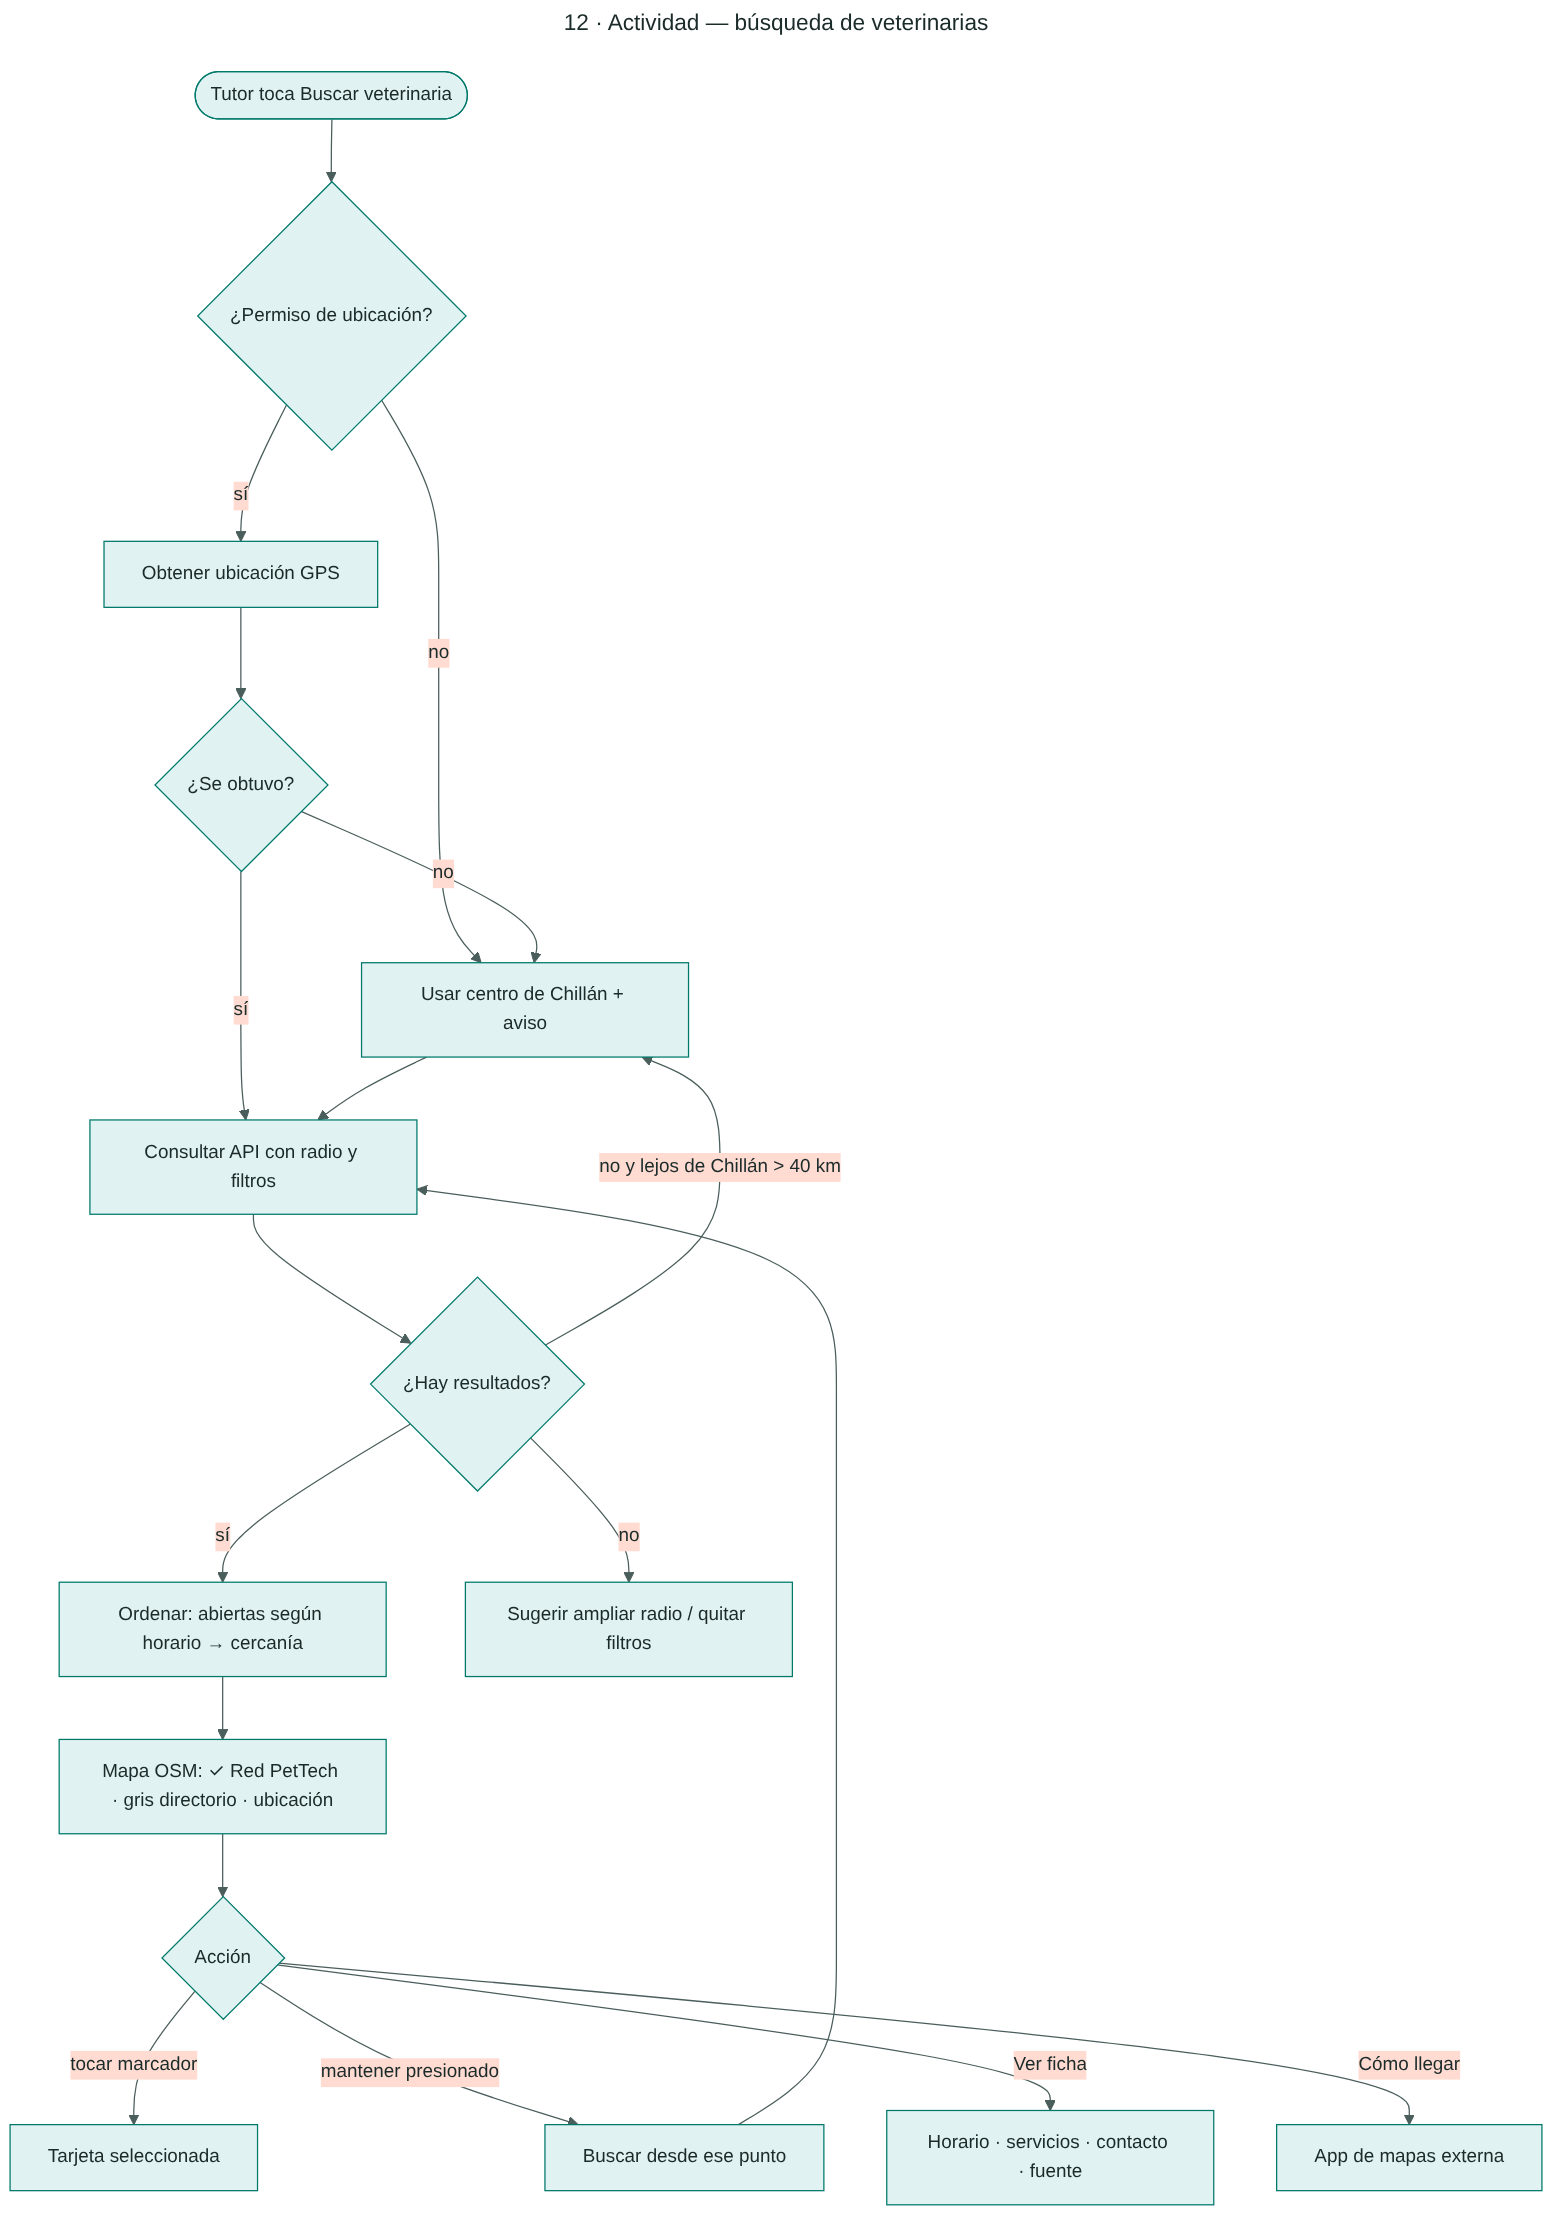 12 · Actividad — búsqueda de veterinarias
Tutor toca Buscar veterinaria
¿Permiso de ubicación?
sí
Obtener ubicación GPS
no
¿Se obtuvo?
no
Usar centro de Chillán +
aviso
sí
Consultar API con radio y
filtros
no y lejos de Chillán > 40 km
¿Hay resultados?
sí
no
Ordenar: abiertas según
horario → cercanía
Sugerir ampliar radio / quitar
filtros
Mapa OSM: ✓ Red PetTech
· gris directorio · ubicación
Acción
tocar marcador
mantener presionado
Ver ficha
Cómo llegar
Tarjeta seleccionada
Buscar desde ese punto
Horario · servicios · contacto
· fuente
App de mapas externa